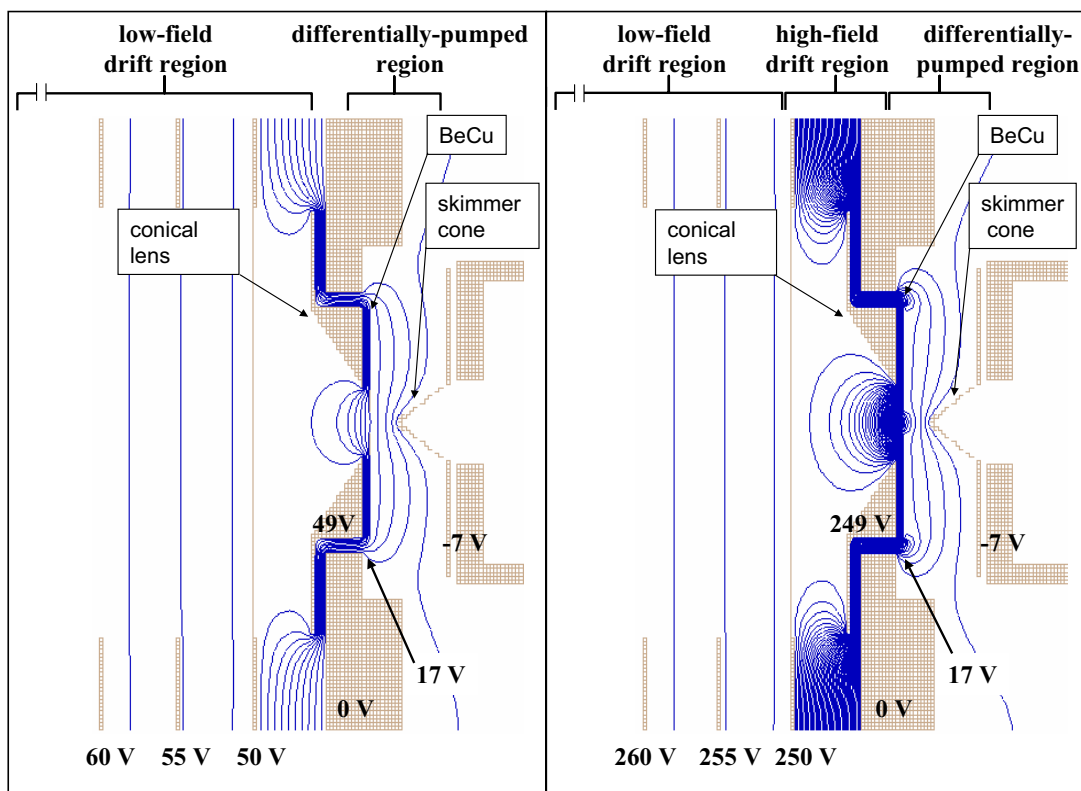 low-field
drift region
differentially-pumped
region
BeCu
skimmer
cone
conical
lens
49V
-7 V
17 V
0 V
60 V
55 V
50 V
low-field
drift region
high-field
drift region
differentially-
pumped region
BeCu
skimmer
cone
conical
lens
249 V
-7 V
17 V
0 V
260 V
255 V
250 V